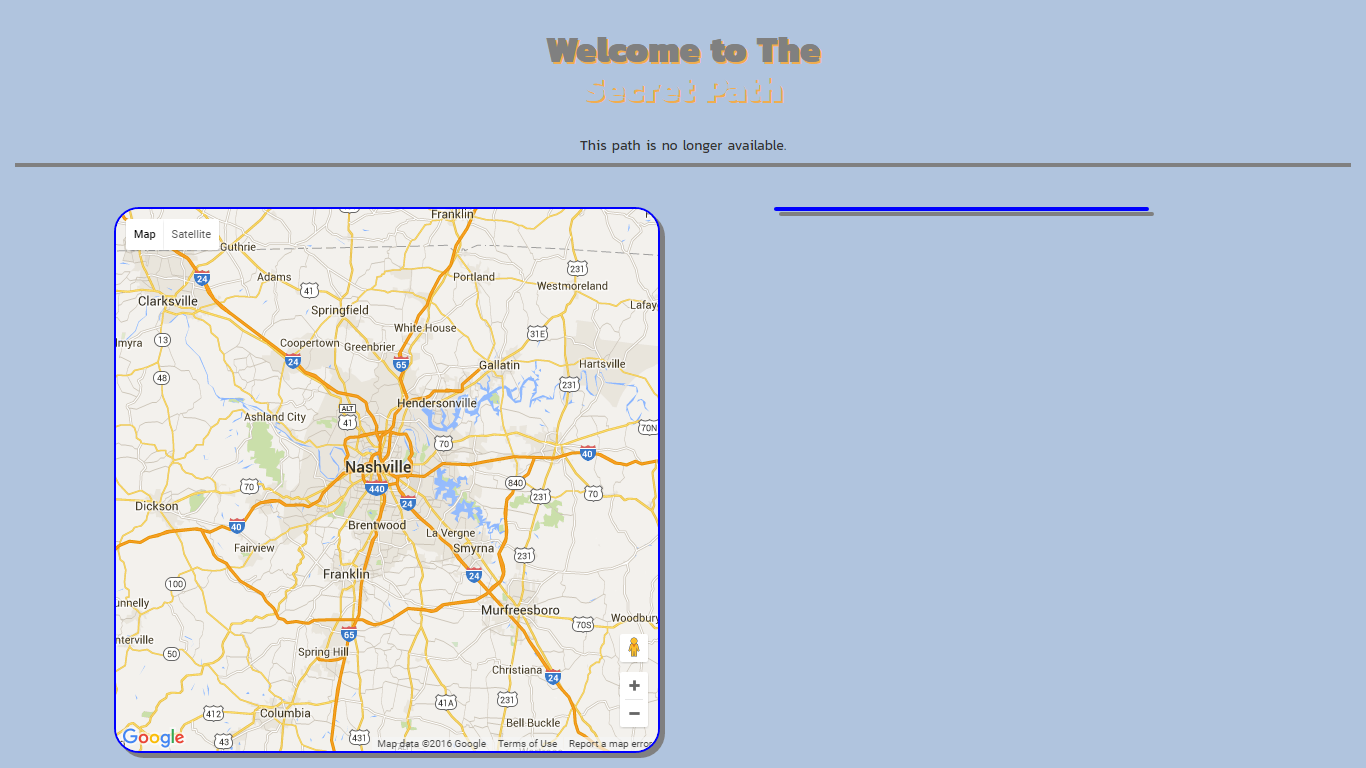 Welcome to The
Secret Path
This path is no longer available.
Map
Satellite
Franklin
Guthrie
24
Adams
41
Portland
231
Westmoreland
Clarksville
Springfield
Lafay
White House
31E
13
lmyra
Coopertown
Greenbrier
24
65
Gallatin
Hartsville
48
231
Hendersonville
ALT
41
Ashland City
70N
70
40
Nashville
440
840
70
231
70
24
Dickson
40
Brentwood
La Vergne
Fairview
Smyrna
231
Franklin
24
100
unnelly
Murfreesboro
Woodbury
70S
65
nterville
50
Spring Hill
Christiana
24
41A
231
412
Columbia
Bell Buckle
43
431
Google
Map data ©2016 Google
Terms of Use
Report a map error